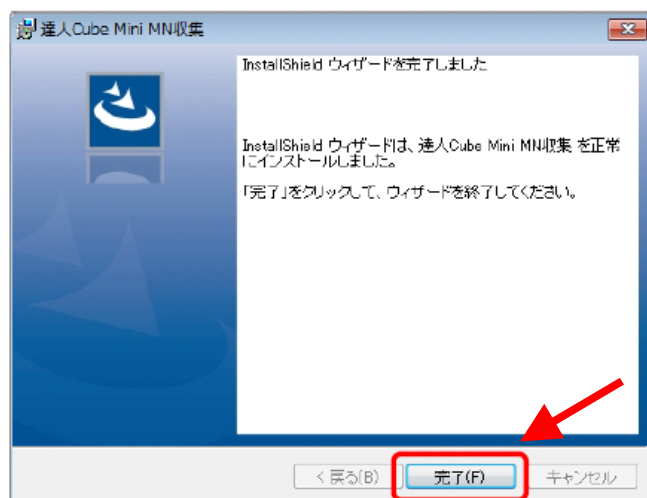 達人Cube Mini MN収集
InstallShield ウィザードを完了しました
InstallShield ウィザードは、達人Cube Mini MN収集 を正常
にインストールしました。
「完了」をクリックして、ウィザードを終了してください。
< 戻る(B)
完了(F)
キャンセル